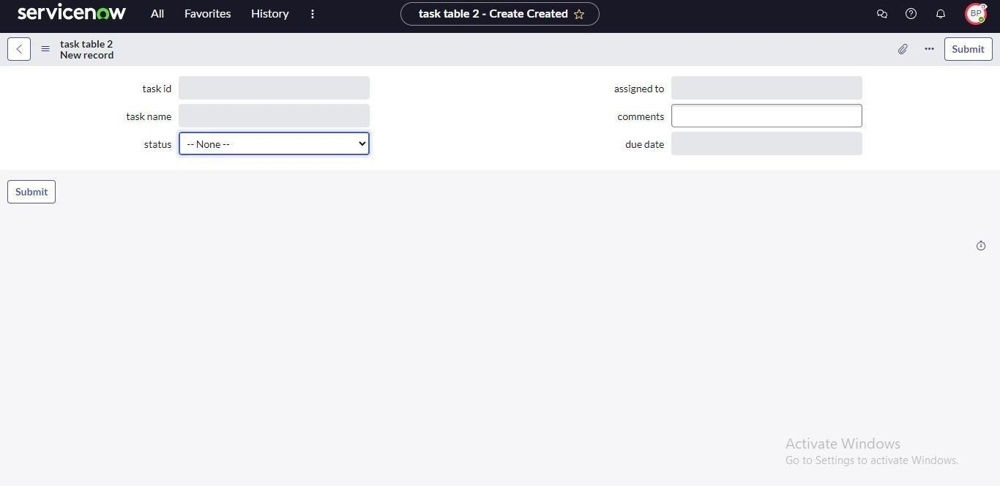 servicenow All Favorites History task table 2 - Create Created BP
task table 2
New record
Submit
task id
assigned to
task name
comments
status -- None --
due date
Submit
Activate Windows
Go to Settings to activate Windows.